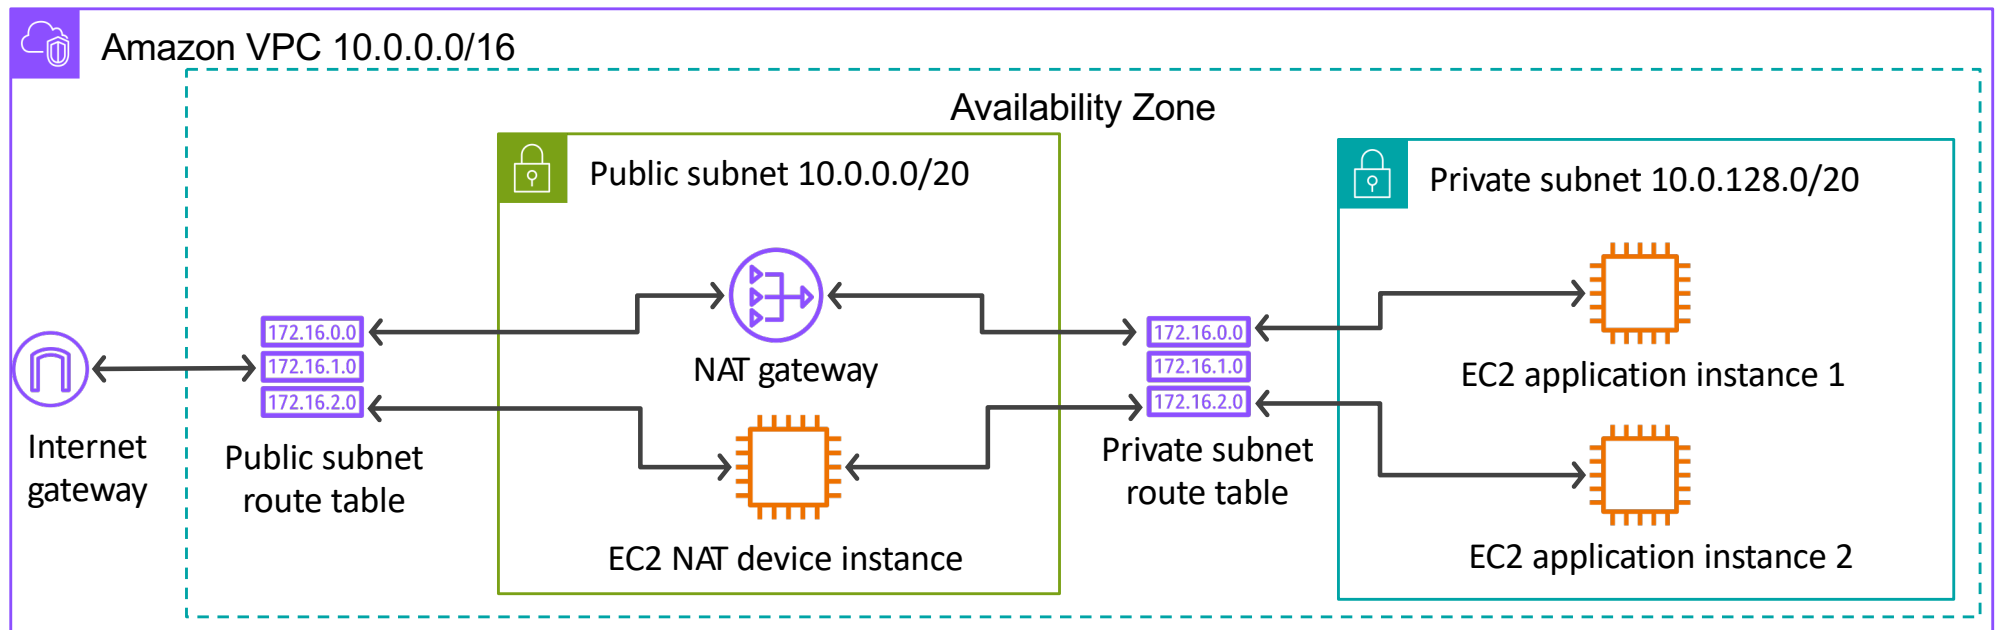 Amazon VPC 10.0.0.0/16
Availability Zone
Public subnet 10.0.0.0/20
Private subnet 10.0.128.0/20
172.16.0.0
172.16.1.0
172.16.2.0
NAT gateway
172.16.0.0
172.16.1.0
172.16.2.0
EC2 application instance 1
Internet
gateway
Public subnet
route table
Private subnet
route table
EC2 NAT device instance
EC2 application instance 2